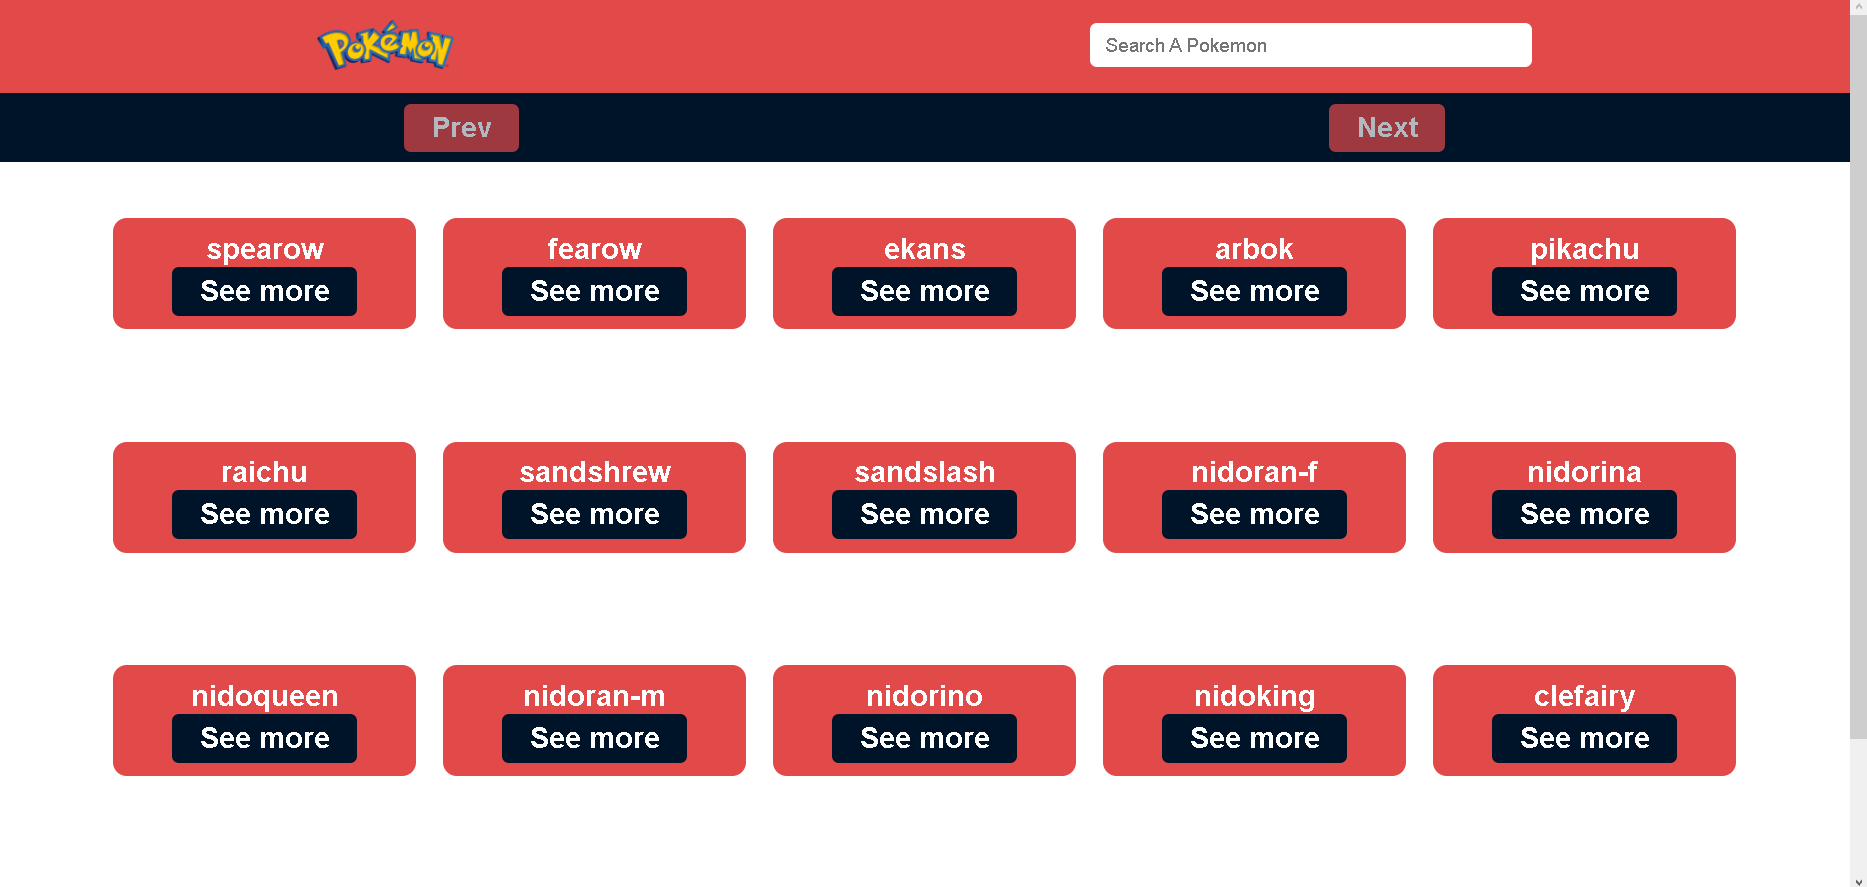 Pokémon
Search A Pokemon
Prev Next
spearow fearow ekans arbok pikachu
See more See more See more See more See more
raichu sandshrew sandslash nidoran-f nidorina
See more See more See more See more See more
nidoqueen nidoran-m nidorino nidoking clefairy
See more See more See more See more See more